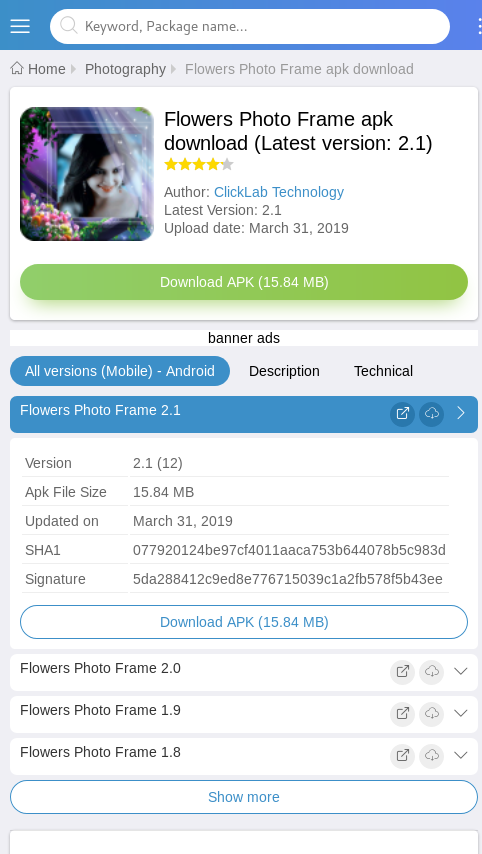 Keyword, Package name...
Home Photography Flowers Photo Frame apk download
Flowers Photo Frame apk
download (Latest version: 2.1)
Author: ClickLab Technology
Latest Version: 2.1
Upload date: March 31, 2019
Download APK (15.84 MB)
banner ads
All versions (Mobile) - Android Description Technical
Flowers Photo Frame 2.1
Version 2.1 (12)
Apk File Size 15.84 MB
Updated on March 31, 2019
SHA1 077920124be97cf4011aaca753b644078b5c983d
Signature 5da288412c9ed8e776715039c1a2fb578f5b43ee
Download APK (15.84 MB)
Flowers Photo Frame 2.0
Flowers Photo Frame 1.9
Flowers Photo Frame 1.8
Show more